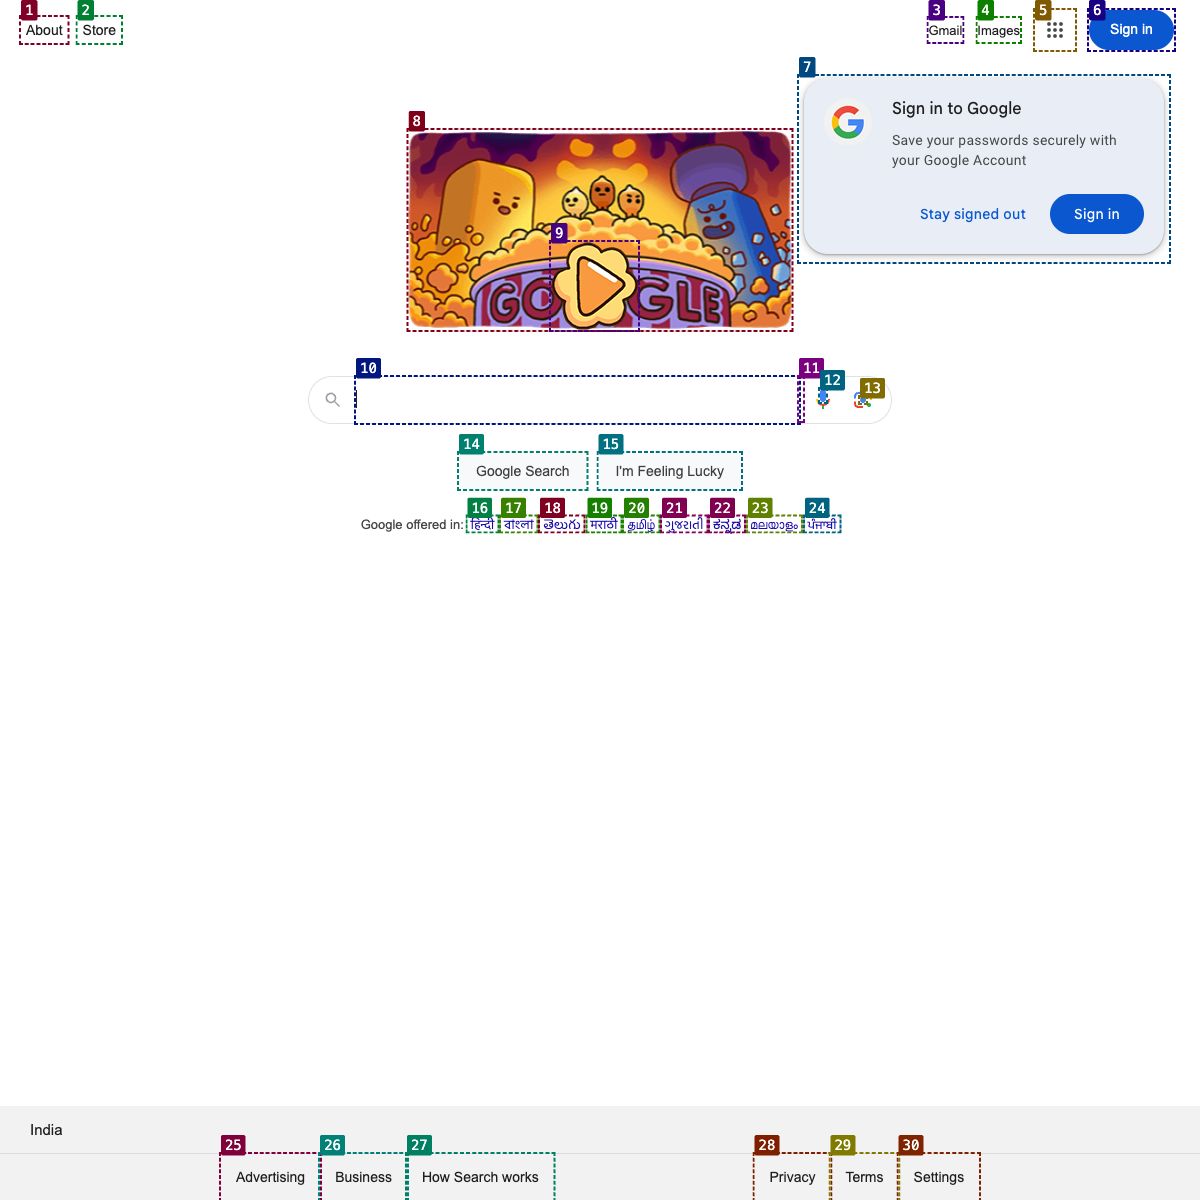 1 2 3 4 5 6
About Store Gmail Images Sign in
7
Sign in to Google
Save your passwords securely with
your Google Account
Stay signed out Sign in
8
9
GOOGLE
10 11 12 13
14 15
Google Search I'm Feeling Lucky
16 17 18 19 20 21 22 23 24
Google offered in: हिन्दी বাংলা తెలుగు मराठी தமிழ் ગુજરાતી ಕನ್ನಡ മലയാളം ਪੰਜਾਬੀ
India
25 26 27 28 29 30
Advertising Business How Search works Privacy Terms Settings